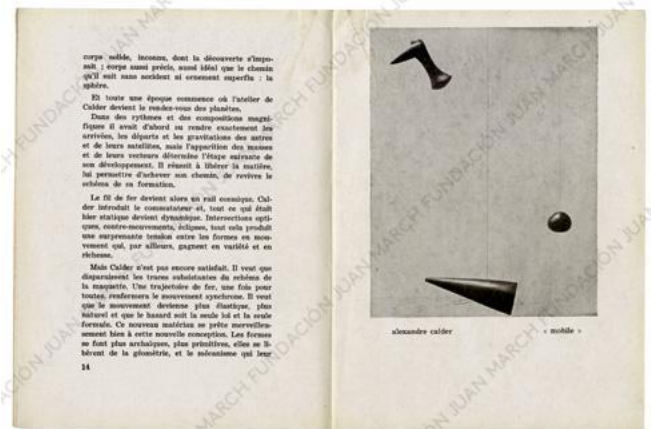 corps solide, inconnu, dont la découverte s'impo-
sait : corps aussi précis, aussi idéal que le chemin
qu'il suit sans accident ni ornement superflu : la
sphère.
Et toute une époque commence où l'atelier de
Calder devient le rendez-vous des planètes.
Dans des rythmes et des compositions magni-
fiques il avait d'abord su rendre exactement les
arrivées, les départs et les gravitations des astres
et de leurs satellites, mais l'apparition des masses
et de leurs vecteurs détermine l'étape suivante de
son développement. Il réussit à libérer la matière,
lui permettre d'achever son chemin, de revivre le
schéma de sa formation.
Le fil de fer devient alors un rail cosmique. Cal-
der introduit le commutateur et, tout ce qui était
hier statique devient dynamique. Intersections opti-
ques, contre-mouvements, éclipses, tout cela produit
une surprenante tension entre les formes en mou-
vement qui, par ailleurs, gagnent en variété et en
richesse.
Mais Calder n'est pas encore satisfait. Il veut que
disparaissent les traces subsistantes du schéma de
la maquette. Une trajectoire de fer, une fois pour
toutes, renfermera le mouvement synchrone. Il veut
que le mouvement devienne plus élastique, plus
naturel et que le hasard soit la seule loi et la seule
formule. Ce nouveau matériau se prête merveilleu-
sement bien à cette nouvelle conception. Les formes
se font plus archaïques, plus primitives, elles se li-
bèrent de la géométrie, et le mécanisme qui leur
14
alexandre calder « mobile »
FUNDACIÓN JUAN MARCH